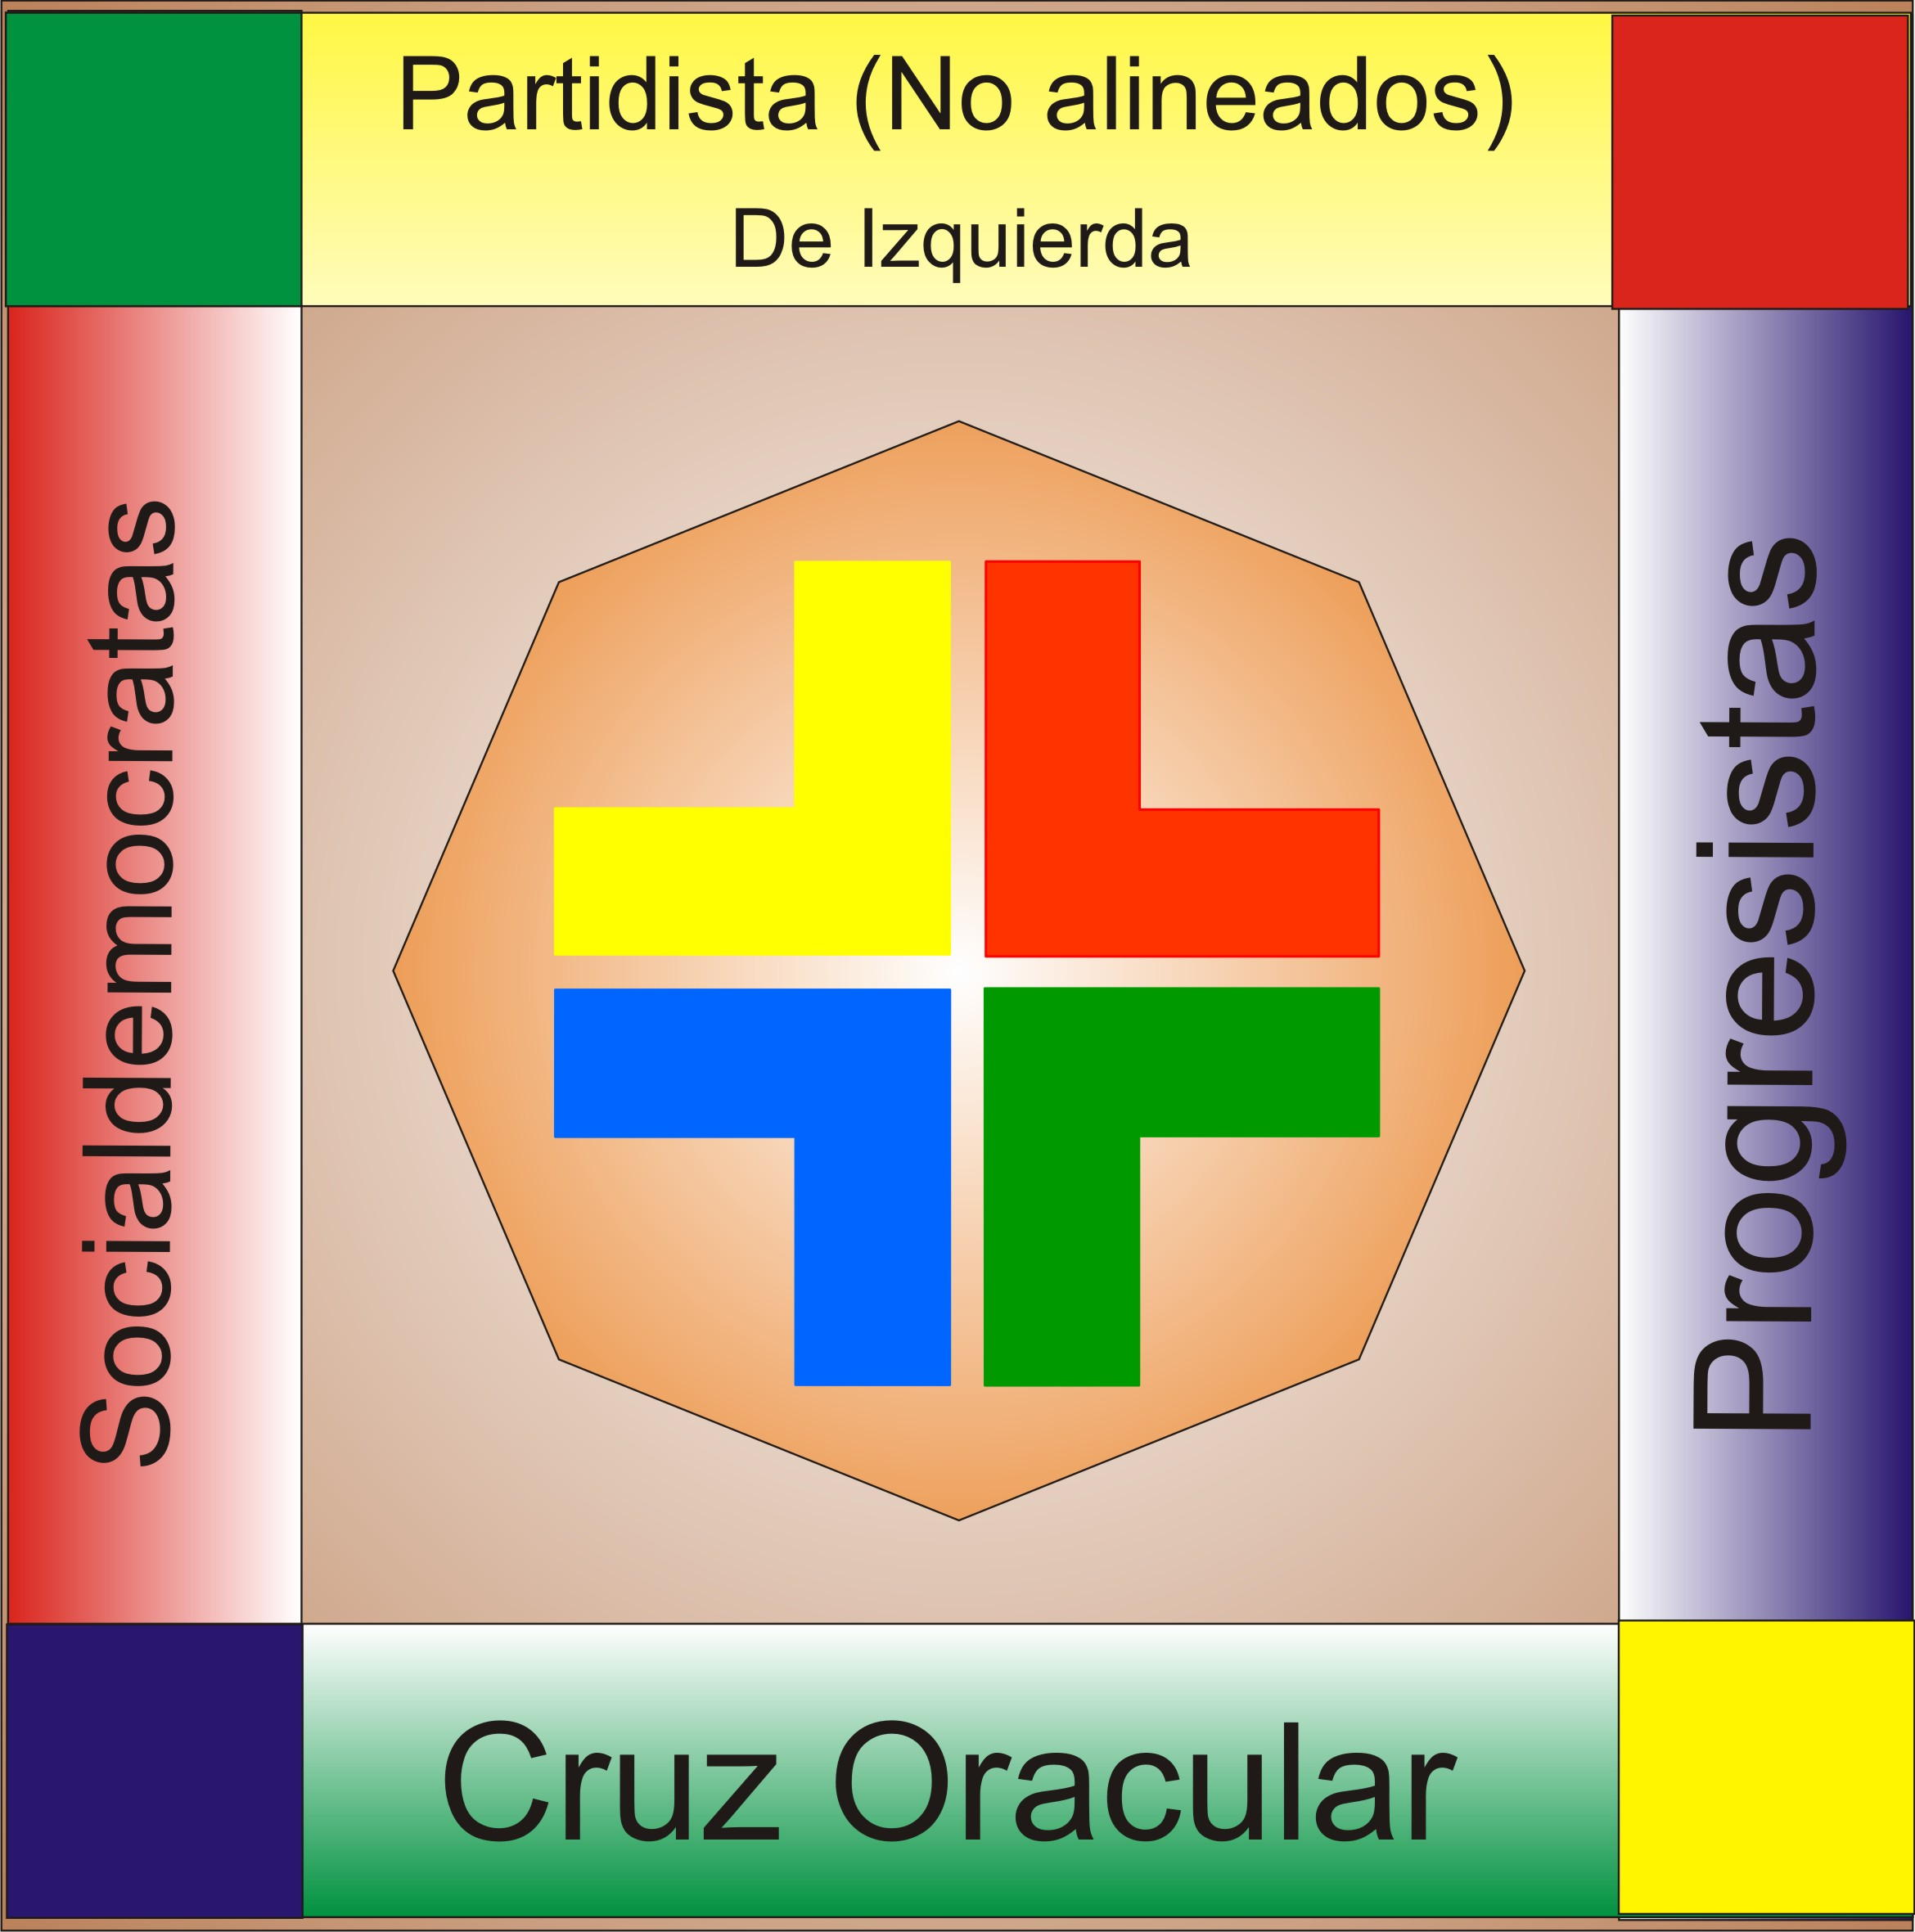 Partidista (No alineados)
De Izquierda
Socialdemocratas
Progresistas
Cruz Oracular